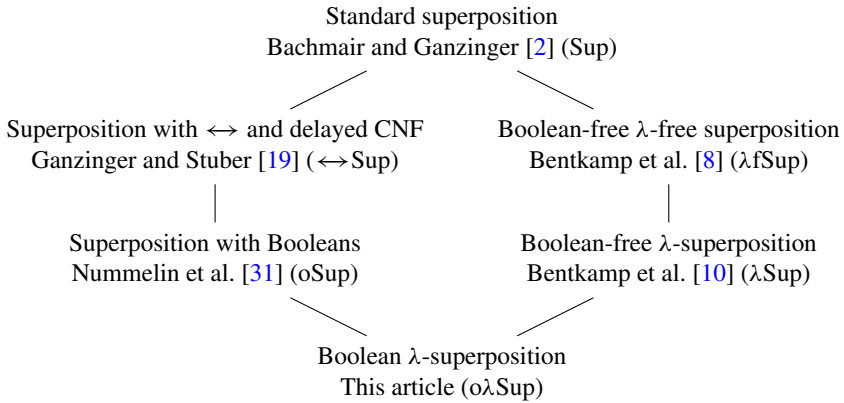 Standard superposition
Bachmair and Ganzinger [2] (Sup)
Superposition with ↔ and delayed CNF
Ganzinger and Stuber [19] (↔Sup)
Boolean-free λ-free superposition
Bentkamp et al. [8] (λfSup)
Superposition with Booleans
Nummelin et al. [31] (oSup)
Boolean-free λ-superposition
Bentkamp et al. [10] (λSup)
Boolean λ-superposition
This article (oλSup)